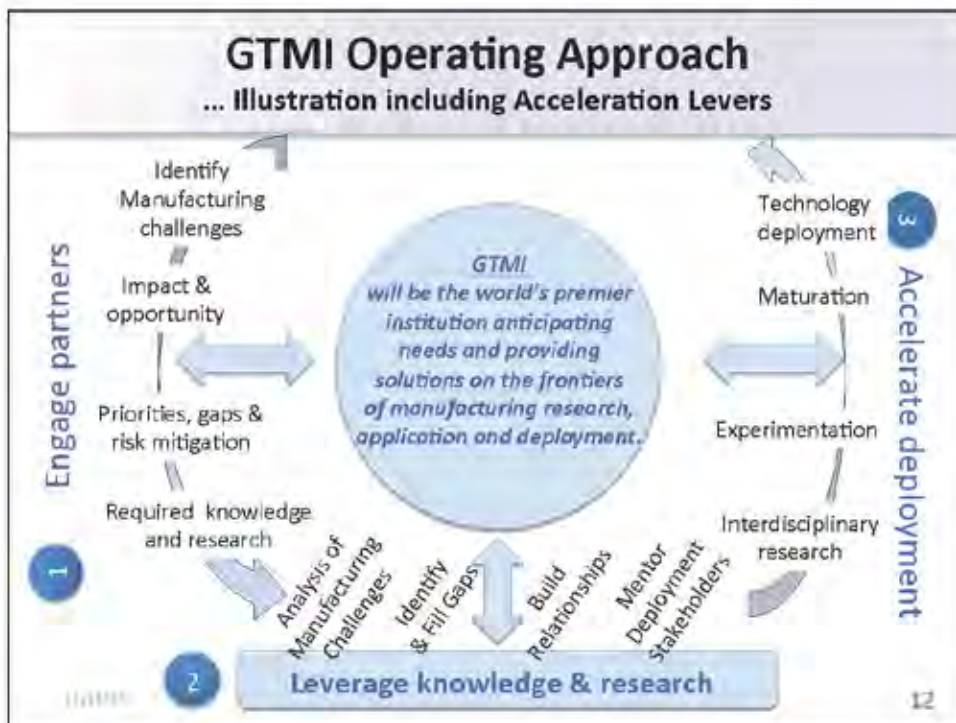 GTMI Operating Approach
... Illustration including Acceleration Levers
Identify
Manufacturing
challenges
Impact &
opportunity
Priorities, gaps &
risk mitigation
Required knowledge
and research
Engage partners
1
GTMI
will be the world's premier
institution anticipating
needs and providing
solutions on the frontiers
of manufacturing research,
application and deployment.
Analysis of
Manufacturing
Challenges
Identify
& Fill Gaps
Build
Relationships
Mentor
Deployment
Stakeholders
2
Leverage knowledge & research
3
Accelerate deployment
Technology
deployment
Maturation
Experimentation
Interdisciplinary
research
12